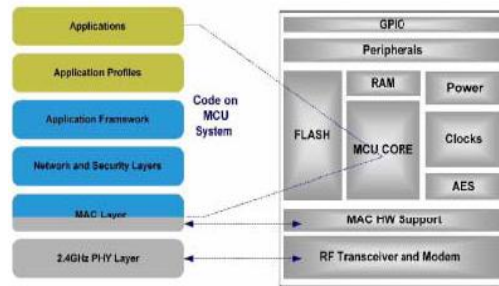 Applications
Application Profiles
Application Framework
Network and Security Layers
MAC Layer
2.4GHz PHY Layer
Code on
MCU
System
GPIO
Peripherals
FLASH
RAM
MCU CORE
Power
Clocks
AES
MAC HW Support
RF Transceiver and Modem